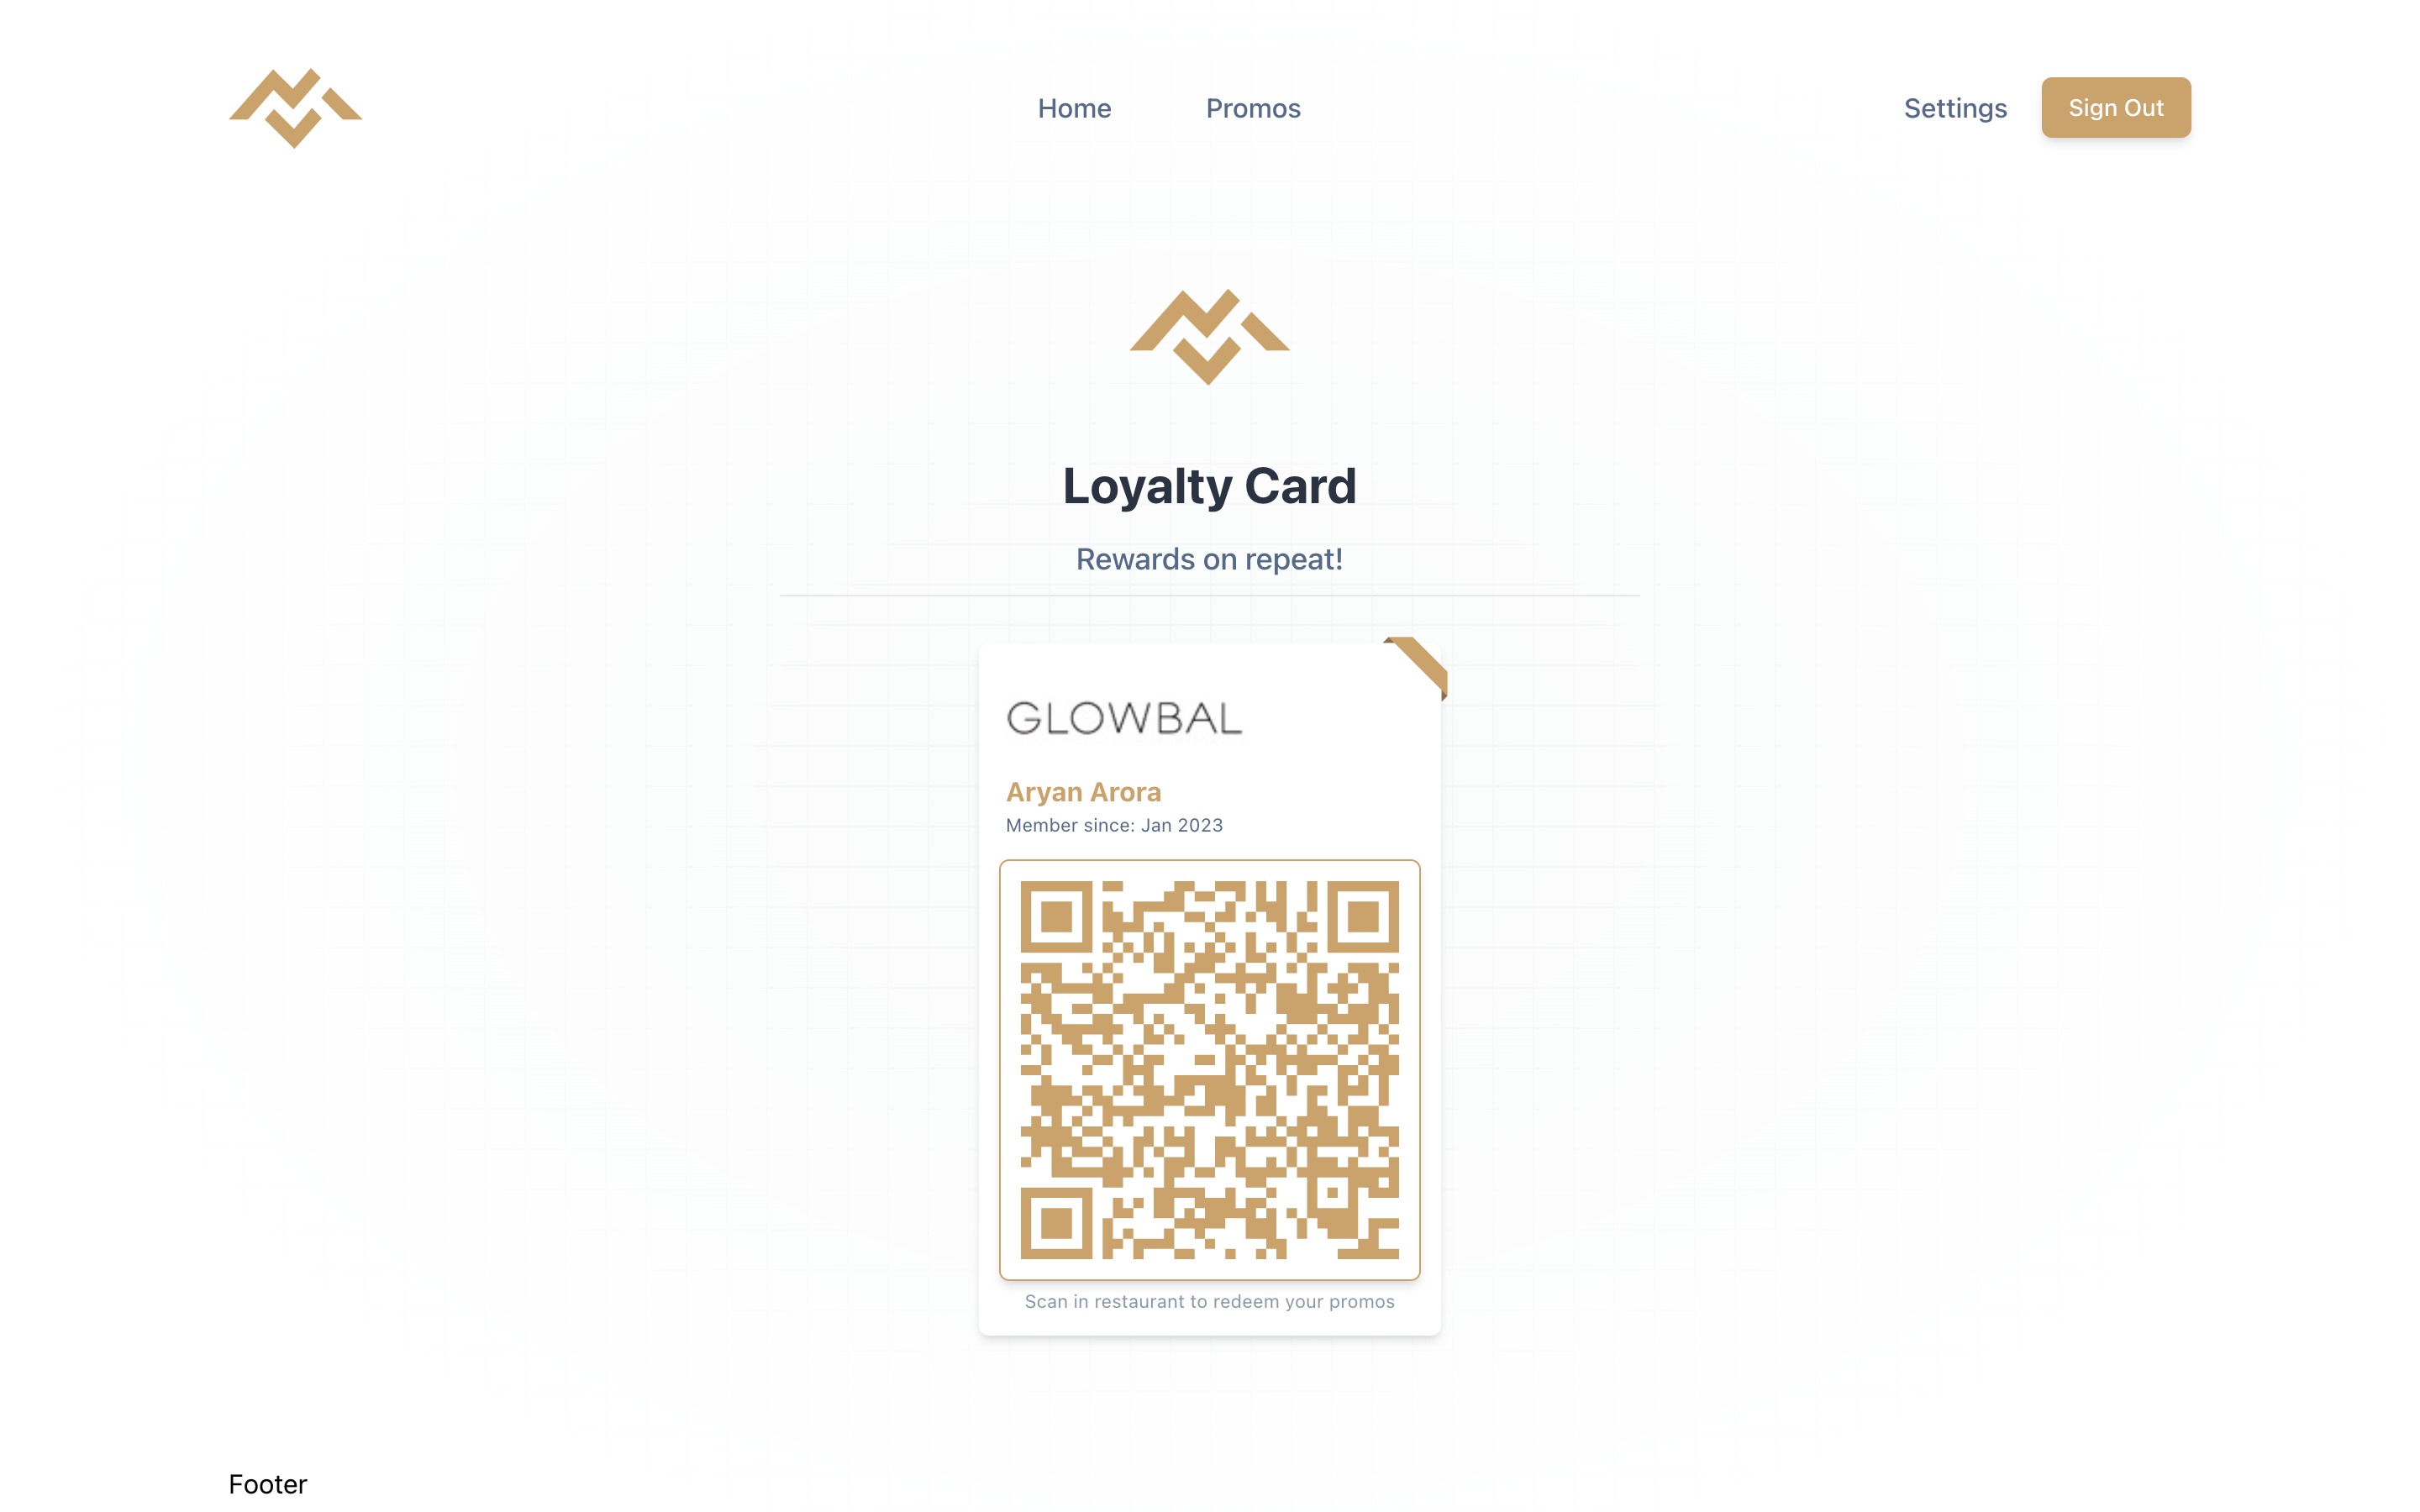 Home
Promos
Settings
Sign Out
Loyalty Card
Rewards on repeat!
GLOWBAL
Aryan Arora
Member since: Jan 2023
Scan in restaurant to redeem your promos
Footer